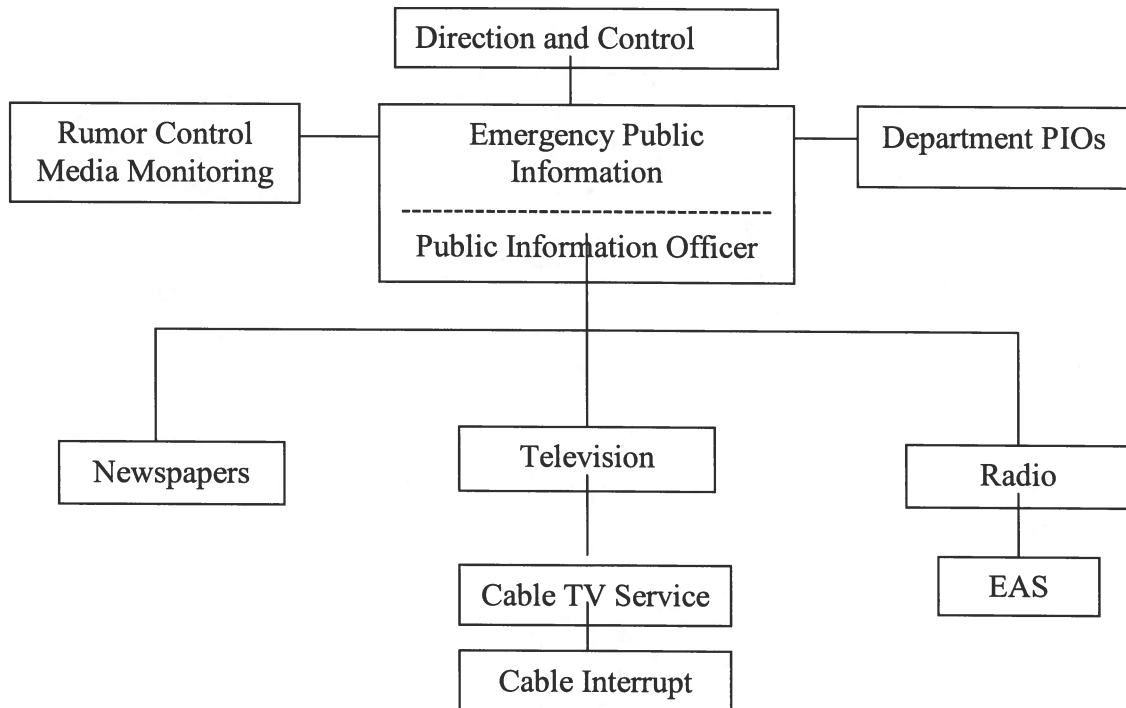 Direction and Control
Rumor Control
Media Monitoring
Emergency Public
Information
Public Information Officer
Department PIOs
Newspapers
Television
Radio
Cable TV Service
EAS
Cable Interrupt